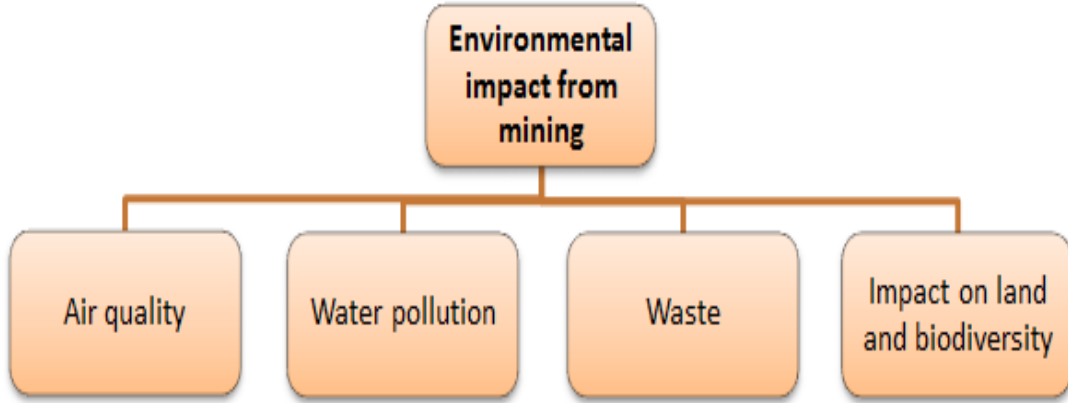 Environmental
impact from
mining
Air quality
Water pollution
Waste
Impact on land
and biodiversity